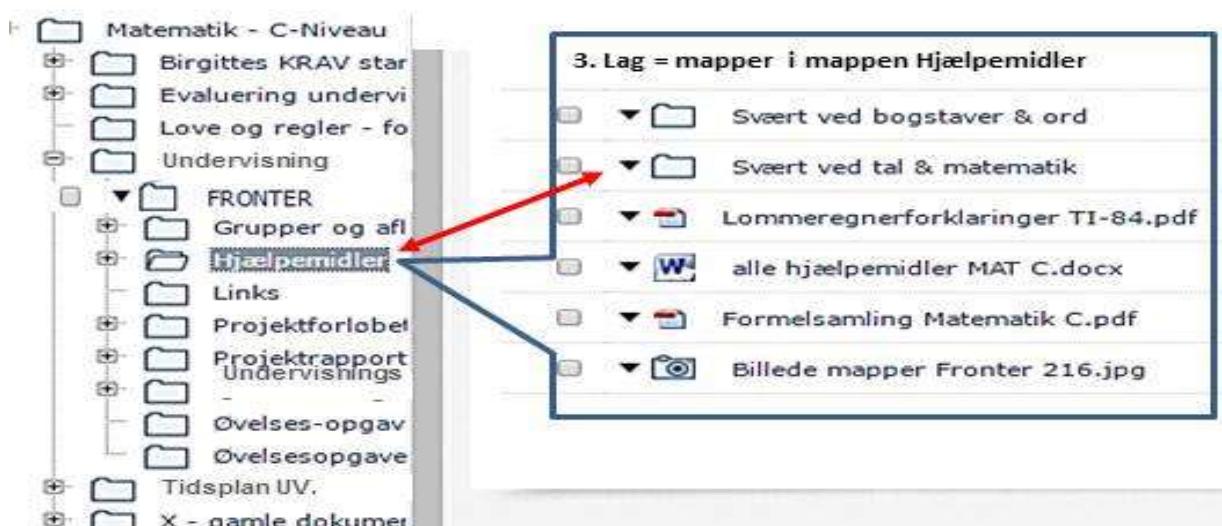 Matematik - C-Niveau
Birgittes KRAV star
Evaluering undervi
Love og regler - fo
Undervisning
FRONTER
Grupper og afl
Hjælpemidler
Links
Projektforløbet
Projektrapport
Undervisnings
Øvelses-opgav
Øvelsesopgave
Tidsplan UV.
X - gamle dokumer
3. Lag = mapper i mappen Hjælpemidler
Svært ved bogstaver & ord
Svært ved tal & matematik
Lommeregnerforklaringer TI-84.pdf
alle hjælpemidler MAT C.docx
Formelsamling Matematik C.pdf
Billede mapper Fronter 216.jpg